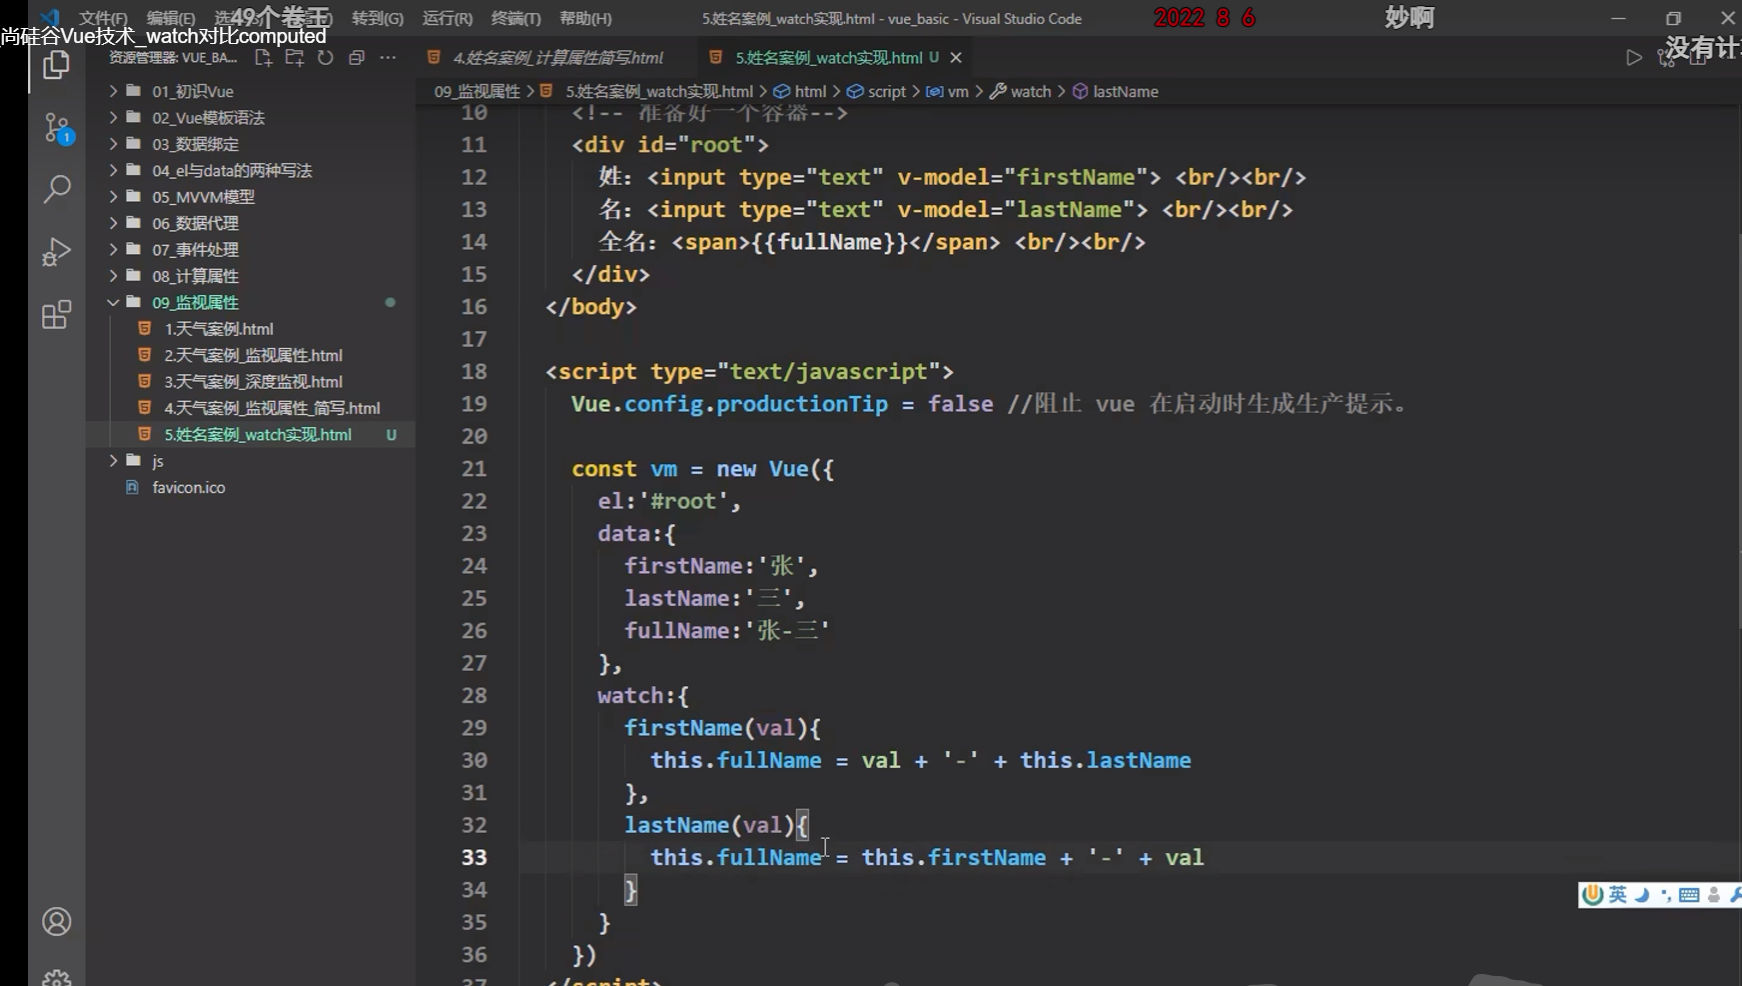 文件(F) 编辑(E) 转到(G) 运行(R) 终端(T) 帮助(H) 5.姓名案例_watch实现.html - vue_basic - Visual Studio Code
49个卷王 2022 8 6 妙啊
尚硅谷Vue技术_watch对比computed
没有计
资源管理器: VUE_BA...
01_初识Vue
02_Vue模板语法
03_数据绑定
04_el与data的两种写法
05_MVVM模型
06_数据代理
07_事件处理
08_计算属性
09_监视属性
1.天气案例.html
2.天气案例_监视属性.html
3.天气案例_深度监视.html
4.天气案例_监视属性_简写.html
5.姓名案例_watch实现.html U
js
favicon.ico
1
4.姓名案例_计算属性简写.html 5.姓名案例_watch实现.html U
09_监视属性 > 5.姓名案例_watch实现.html > html > script > vm > watch > lastName
10 <!-- 准备好一个容器-->
11 <div id="root">
12 姓：<input type="text" v-model="firstName"> <br/><br/>
13 名：<input type="text" v-model="lastName"> <br/><br/>
14 全名：<span>{{fullName}}</span> <br/><br/>
15 </div>
16 </body>
17
18 <script type="text/javascript">
19 Vue.config.productionTip = false //阻止 vue 在启动时生成生产提示。
20
21 const vm = new Vue({
22 el:'#root',
23 data:{
24 firstName:'张',
25 lastName:'三',
26 fullName:'张-三'
27 },
28 watch:{
29 firstName(val){
30 this.fullName = val + '-' + this.lastName
31 },
32 lastName(val){
33 this.fullName = this.firstName + '-' + val
34 }
35 }
36 })
37 </script>
英